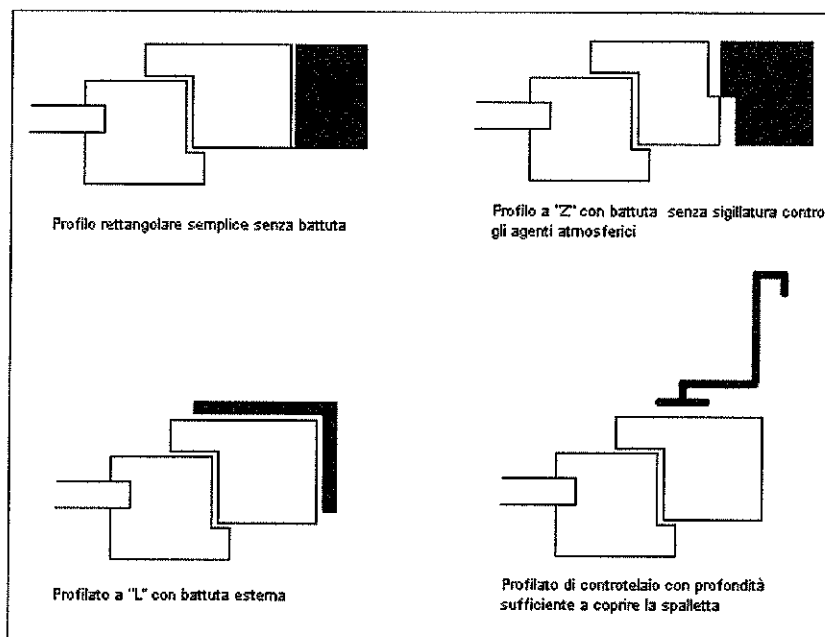 Profilo rettangolare semplice senza battuta
Profilo a "Z" con battuta senza sigillatura contro
gli agenti atmosferici
Profilato a "L" con battuta esterna
Profilato di controtelaio con profondità
sufficiente a coprire la spalletta